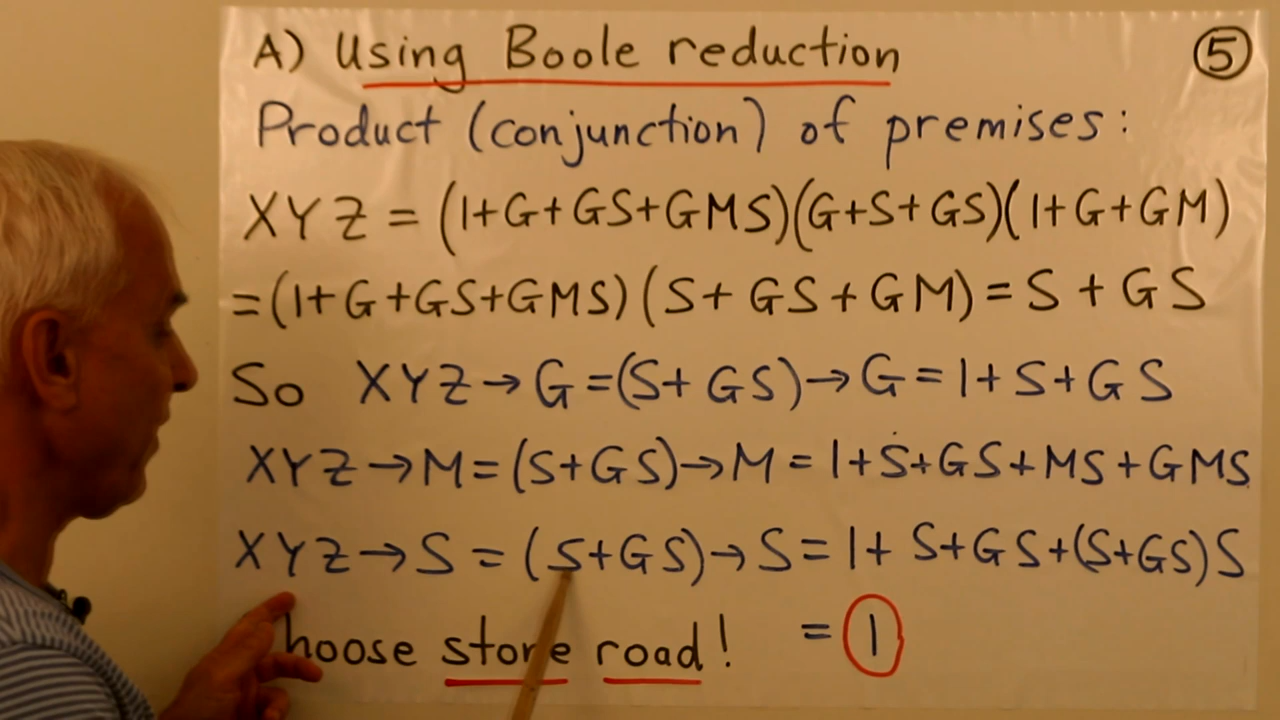 A) Using Boole reduction
⑤
Product (conjunction) of premises:
XYZ = (1+G+GS+GMS)(G+S+GS)(1+G+GM)
=(1+G+GS+GMS)(S+GS+GM)=S+GS
So XYZ→G=(S+GS)→G=1+S+GS
XYZ→M=(S+GS)→M=1+S+GS+MS+GMS
XYZ→S=(S+GS)→S=1+S+GS+(S+GS)S
hoose stone road! = 1